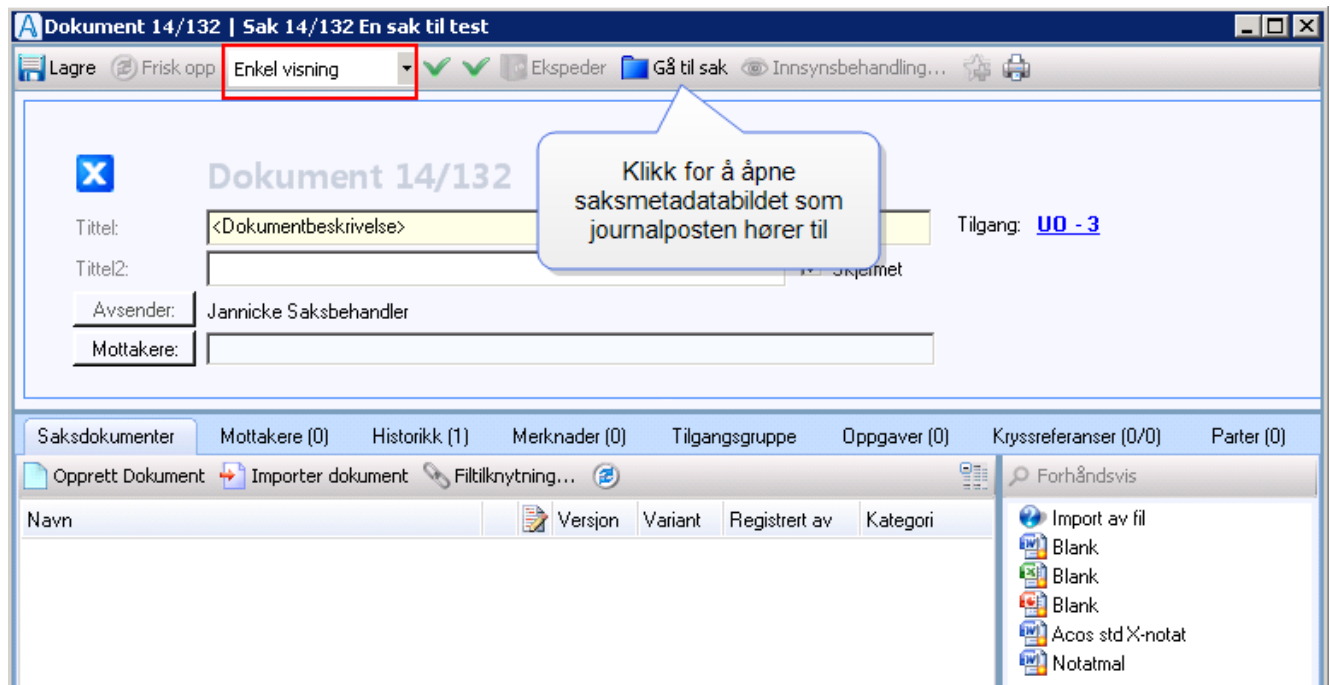 Dokument 14/132 | Sak 14/132 En sak til test
Lagre Frisk opp Enkel visning Ekspeder Gå til sak Innsynsbehandling...
Klikk for å åpne
saksmetadatabildet som
journalposten hører til
Dokument 14/132
Tittel: <Dokumentbeskrivelse> Tilgang: UO - 3
Tittel2: Skjermet
Avsender: Jannicke Saksbehandler
Mottakere:
Saksdokumenter Mottakere (0) Historikk (1) Merknader (0) Tilgangsgruppe Oppgaver (0) Kryssreferanser (0/0) Parter (0)
Opprett Dokument Importer dokument Filtilknytning... Forhåndsvis
Navn Versjon Variant Registrert av Kategori
Import av fil
Blank
Blank
Blank
Acos std X-notat
Notatmal